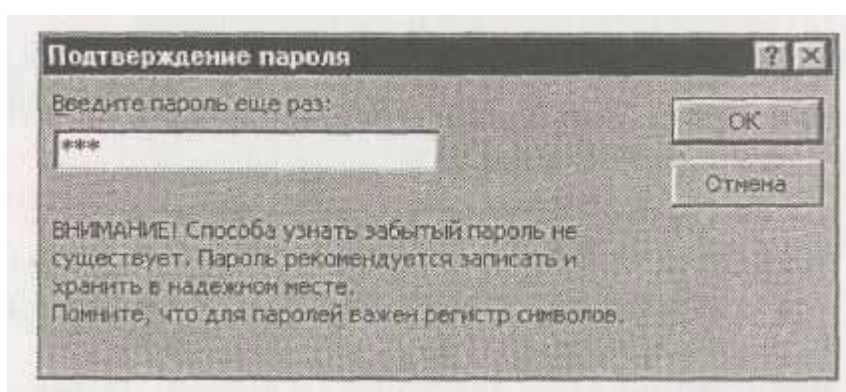 Подтверждение пароля
Введите пароль еще раз:
OK
***
Отмена
ВНИМАНИЕ! Способа узнать забытый пароль не
существует. Пароль рекомендуется записать и
хранить в надежном месте.
Помните, что для паролей важен регистр символов.